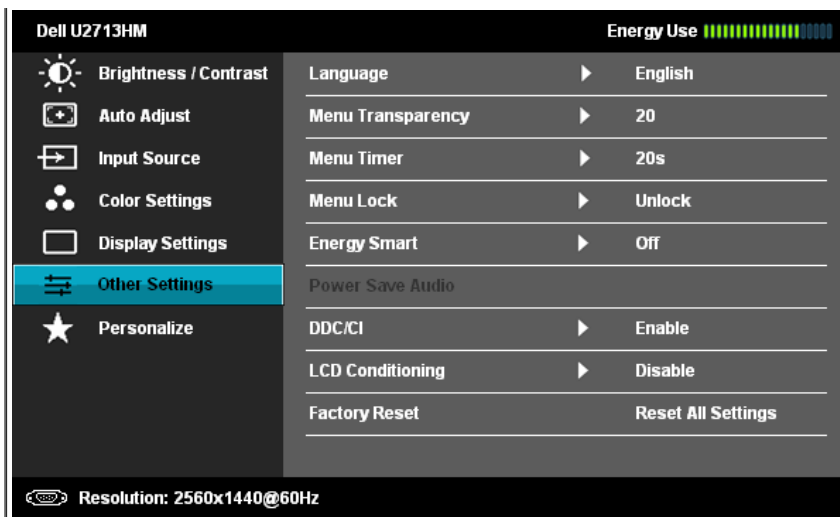 Dell U2713HM Energy Use
Brightness / Contrast Language English
Auto Adjust Menu Transparency 20
Input Source Menu Timer 20s
Color Settings Menu Lock Unlock
Display Settings Energy Smart Off
Other Settings Power Save Audio
Personalize DDC/CI Enable
LCD Conditioning Disable
Factory Reset Reset All Settings
Resolution: 2560x1440@60Hz